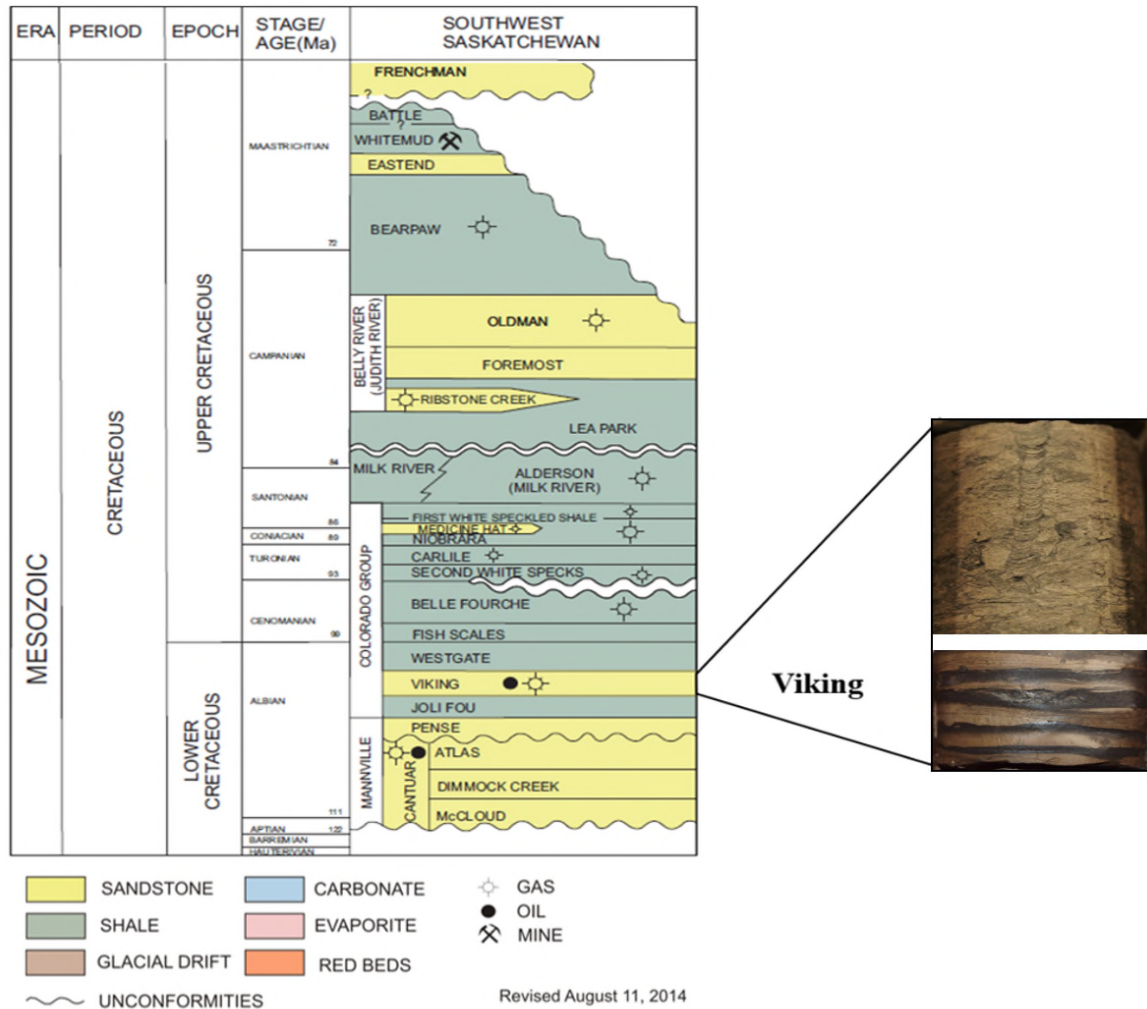 ERA
PERIOD
EPOCH
STAGE/
AGE(Ma)
SOUTHWEST
SASKATCHEWAN
MESOZOIC
CRETACEOUS
UPPER CRETACEOUS
LOWER
CRETACEOUS
MAASTRICHTIAN
72
CAMPANIAN
84
SANTONIAN
86
CONIACIAN
89
TURONIAN
93
CENOMANIAN
99
ALBIAN
111
APTIAN
122
BARREMIAN
HAUTERIVIAN
FRENCHMAN
?
BATTLE
?
WHITEMUD
EASTEND
BEARPAW
BELLY RIVER
(JUDITH RIVER)
OLDMAN
FOREMOST
RIBSTONE CREEK
LEA PARK
MILK RIVER
ALDERSON
(MILK RIVER)
COLORADO GROUP
FIRST WHITE SPECKLED SHALE
MEDICINE HAT
NIOBRARA
CARLILE
SECOND WHITE SPECKS
BELLE FOURCHE
FISH SCALES
WESTGATE
VIKING
JOLI FOU
MANNVILLE
PENSE
CANTUAR
ATLAS
DIMMOCK CREEK
McCLOUD
Viking
SANDSTONE
CARBONATE
GAS
SHALE
EVAPORITE
OIL
MINE
GLACIAL DRIFT
RED BEDS
UNCONFORMITIES
Revised August 11, 2014